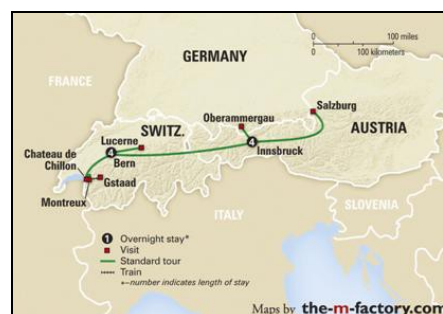 0 100 miles
0 100 kilometers
GERMANY
FRANCE
Salzburg
Oberammergau
SWITZ.
Lucerne
AUSTRIA
4
4
Bern
Innsbruck
Chateau de
Chillon
Gstaad
Montreux
ITALY
SLOVENIA
1 Overnight stay*
Visit
Standard tour
Train
←number indicates length of stay
Maps by the-m-factory.com